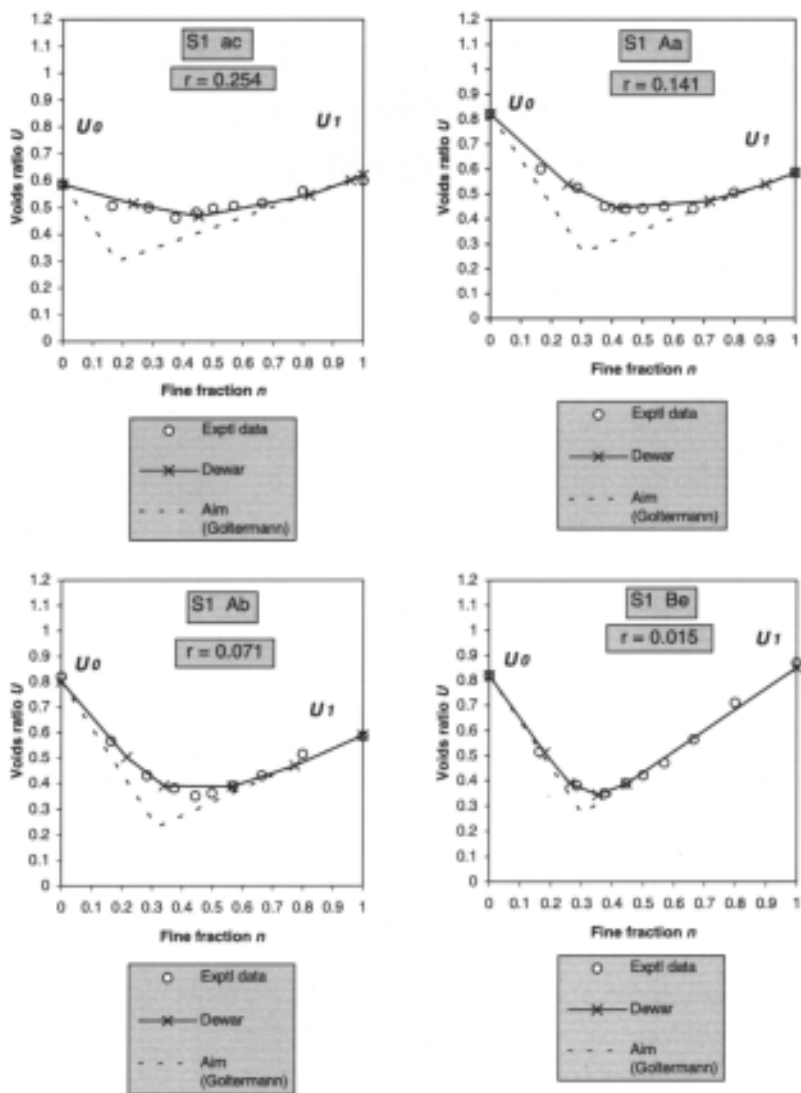 S1 ac
r = 0.254
U0
U1
Voids ratio U
1.2
1.1
1
0.9
0.8
0.7
0.6
0.5
0.4
0.3
0.2
0.1
0
0 0.1 0.2 0.3 0.4 0.5 0.6 0.7 0.8 0.9 1
Fine fraction n
Exptl data
Dewar
Aim
(Goltermann)
S1 Aa
r = 0.141
U0
U1
Voids ratio U
1.2
1.1
1
0.9
0.8
0.7
0.6
0.5
0.4
0.3
0.2
0.1
0
0 0.1 0.2 0.3 0.4 0.5 0.6 0.7 0.8 0.9 1
Fine fraction n
Exptl data
Dewar
Aim
(Goltermann)
S1 Ab
r = 0.071
U0
U1
Voids ratio U
1.2
1.1
1
0.9
0.8
0.7
0.6
0.5
0.4
0.3
0.2
0.1
0
0 0.1 0.2 0.3 0.4 0.5 0.6 0.7 0.8 0.9 1
Fine fraction n
Exptl data
Dewar
Aim
(Goltermann)
S1 Be
r = 0.015
U0
U1
Voids ratio U
1.2
1.1
1
0.9
0.8
0.7
0.6
0.5
0.4
0.3
0.2
0.1
0
0 0.1 0.2 0.3 0.4 0.5 0.6 0.7 0.8 0.9 1
Fine fraction n
Exptl data
Dewar
Aim
(Goltermann)